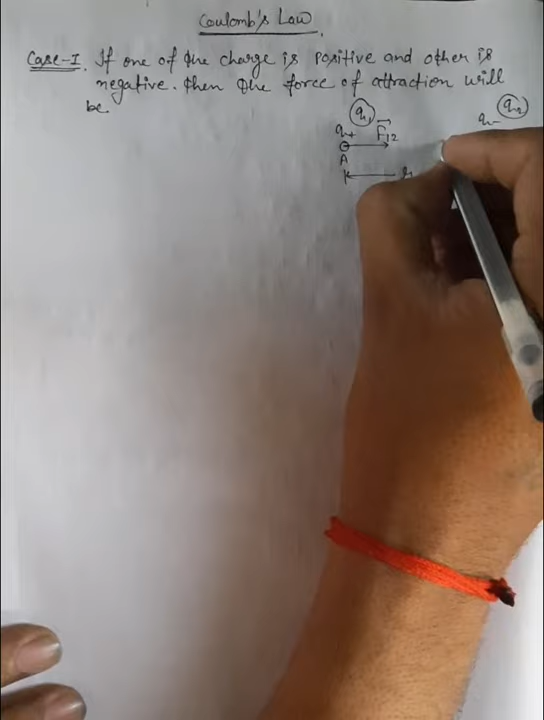 Coulomb's Law.
Case-I. If one of the charge is positive and other is
negative. then the force of attraction will
be
q₁ q₂
q+ F₁₂ q-
A
r